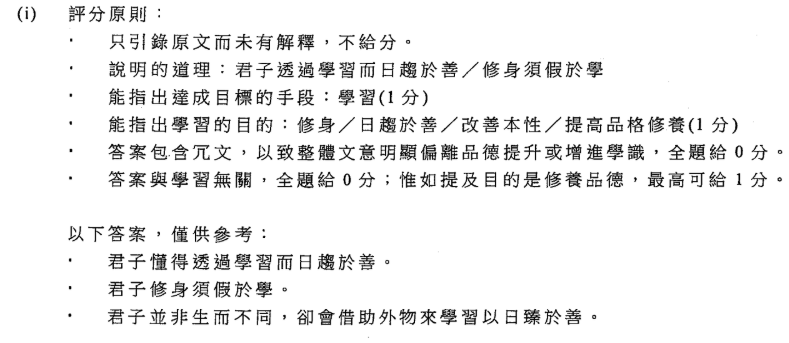 (i) 評分原則：
· 只引錄原文而未有解釋，不給分。
· 說明的道理：君子透過學習而日趨於善／修身須假於學
· 能指出達成目標的手段：學習(1 分)
· 能指出學習的目的：修身／日趨於善／改善本性／提高品格修養(1 分)
· 答案包含冗文，以致整體文意明顯偏離品德提升或增進學識，全題給 0 分。
· 答案與學習無關，全題給 0 分；惟如提及目的是修養品德，最高可給 1 分。
以下答案，僅供參考：
· 君子懂得透過學習而日趨於善。
· 君子修身須假於學。
· 君子並非生而不同，卻會借助外物來學習以日臻於善。